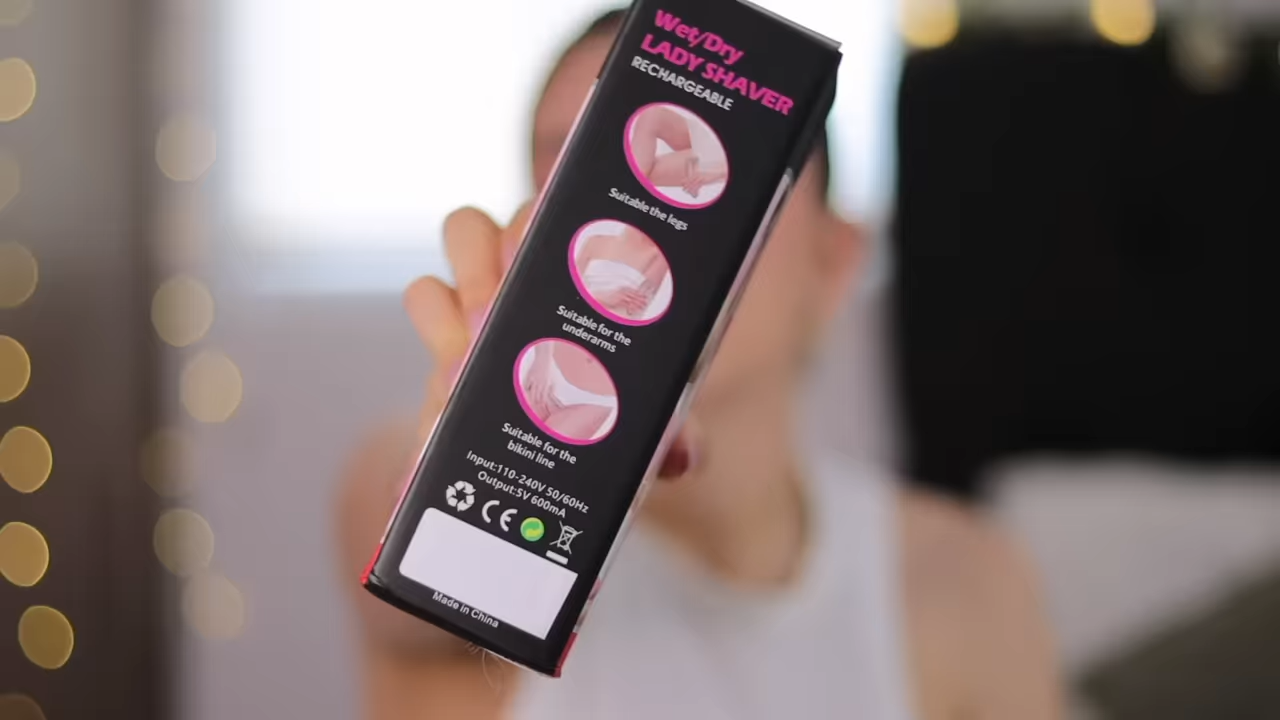 Wet/Dry
LADY SHAVER
RECHARGEABLE
Suitable the legs
Suitable for the
underarms
Suitable for the
bikini line
Input:110-240V 50/60Hz
Output:5V 600mA
CE
Made in China